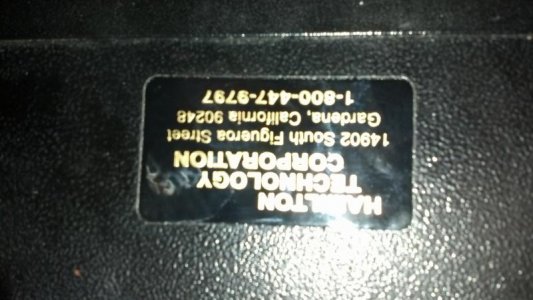 HAMILTON
TECHNOLOGY
CORPORATION
14902 South Figueroa Street
Gardena, California 90248
1-800-447-9797